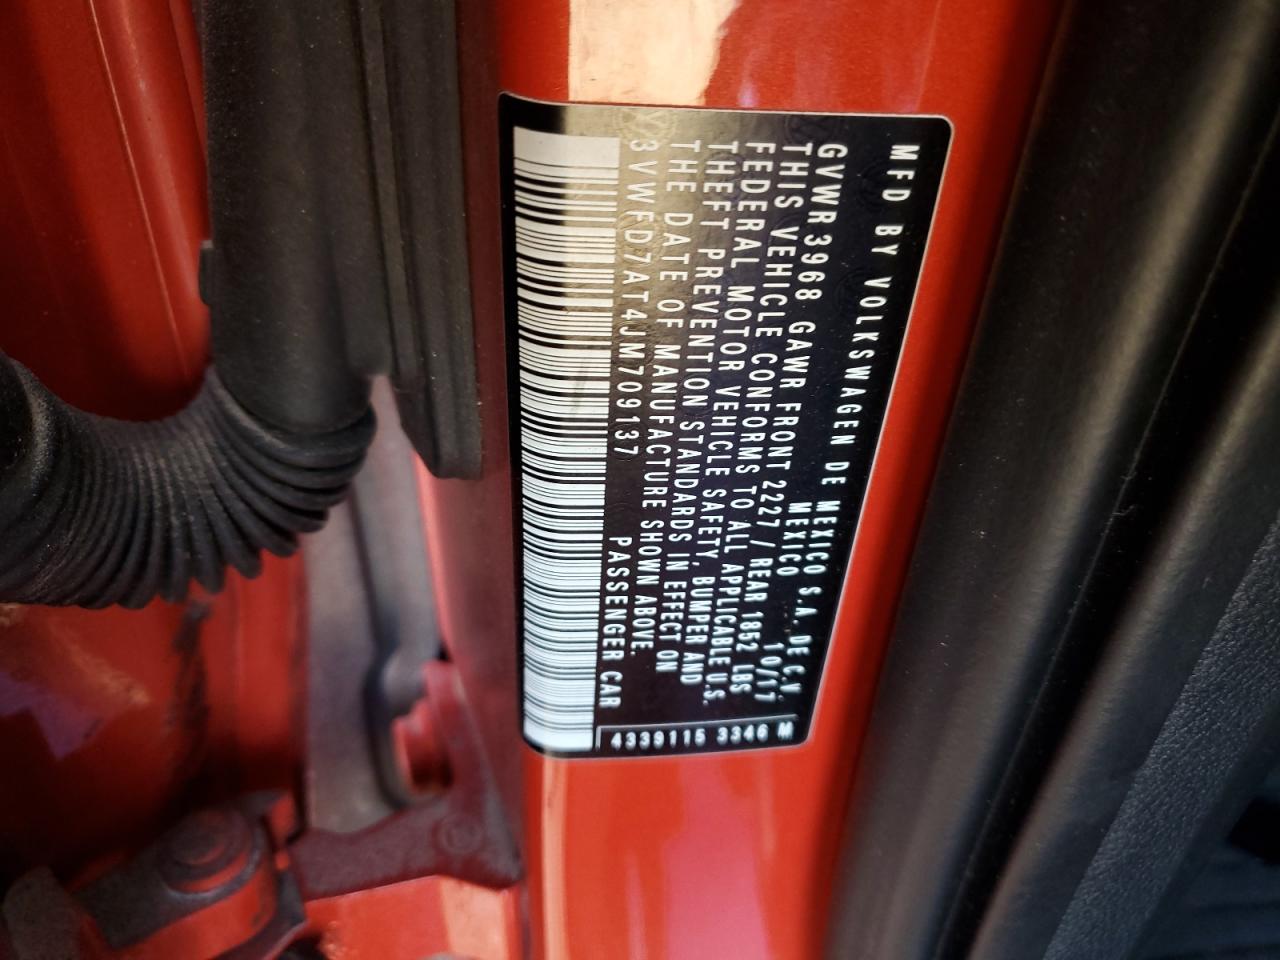 MFD BY VOLKSWAGEN DE MEXICO S.A. DE C.V.
MEXICO 10/17
GVWR 3968 GAWR FRONT 2227 / REAR 1852 LBS
THIS VEHICLE CONFORMS TO ALL APPLICABLE U.S.
FEDERAL MOTOR VEHICLE SAFETY, BUMPER AND
THEFT PREVENTION STANDARDS IN EFFECT ON
THE DATE OF MANUFACTURE SHOWN ABOVE.
3VWFD7AT4JM709137 PASSENGER CAR
4339115 3346 M